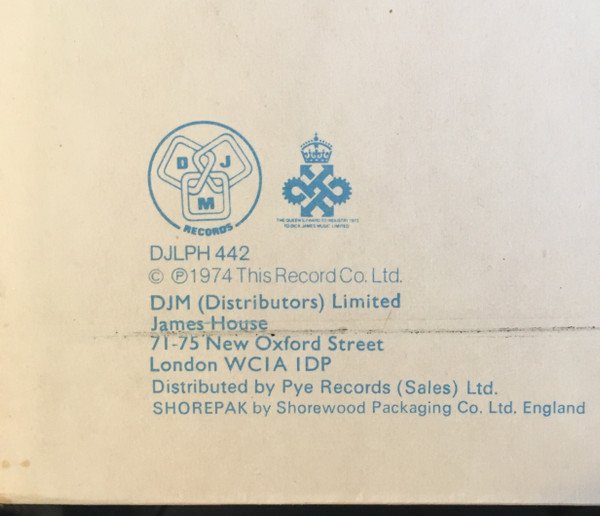 D J
M
RECORDS
THE QUEEN'S AWARD TO INDUSTRY 1973
TO DICK JAMES MUSIC LIMITED
DJLPH 442
© ℗ 1974 This Record Co. Ltd.
DJM (Distributors) Limited
James House
71-75 New Oxford Street
London WC1A 1DP
Distributed by Pye Records (Sales) Ltd.
SHOREPAK by Shorewood Packaging Co. Ltd. England